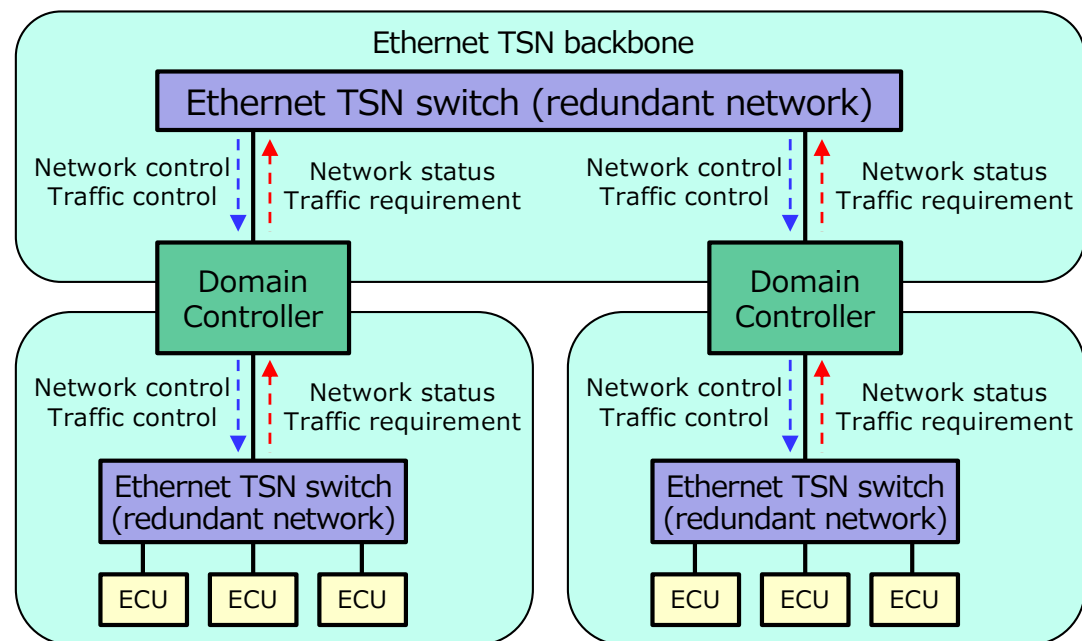 Ethernet TSN backbone
Ethernet TSN switch (redundant network)
Network control
Traffic control
Network status
Traffic requirement
Network control
Traffic control
Network status
Traffic requirement
Domain
Controller
Domain
Controller
Network control
Traffic control
Network status
Traffic requirement
Network control
Traffic control
Network status
Traffic requirement
Ethernet TSN switch
(redundant network)
Ethernet TSN switch
(redundant network)
ECU
ECU
ECU
ECU
ECU
ECU